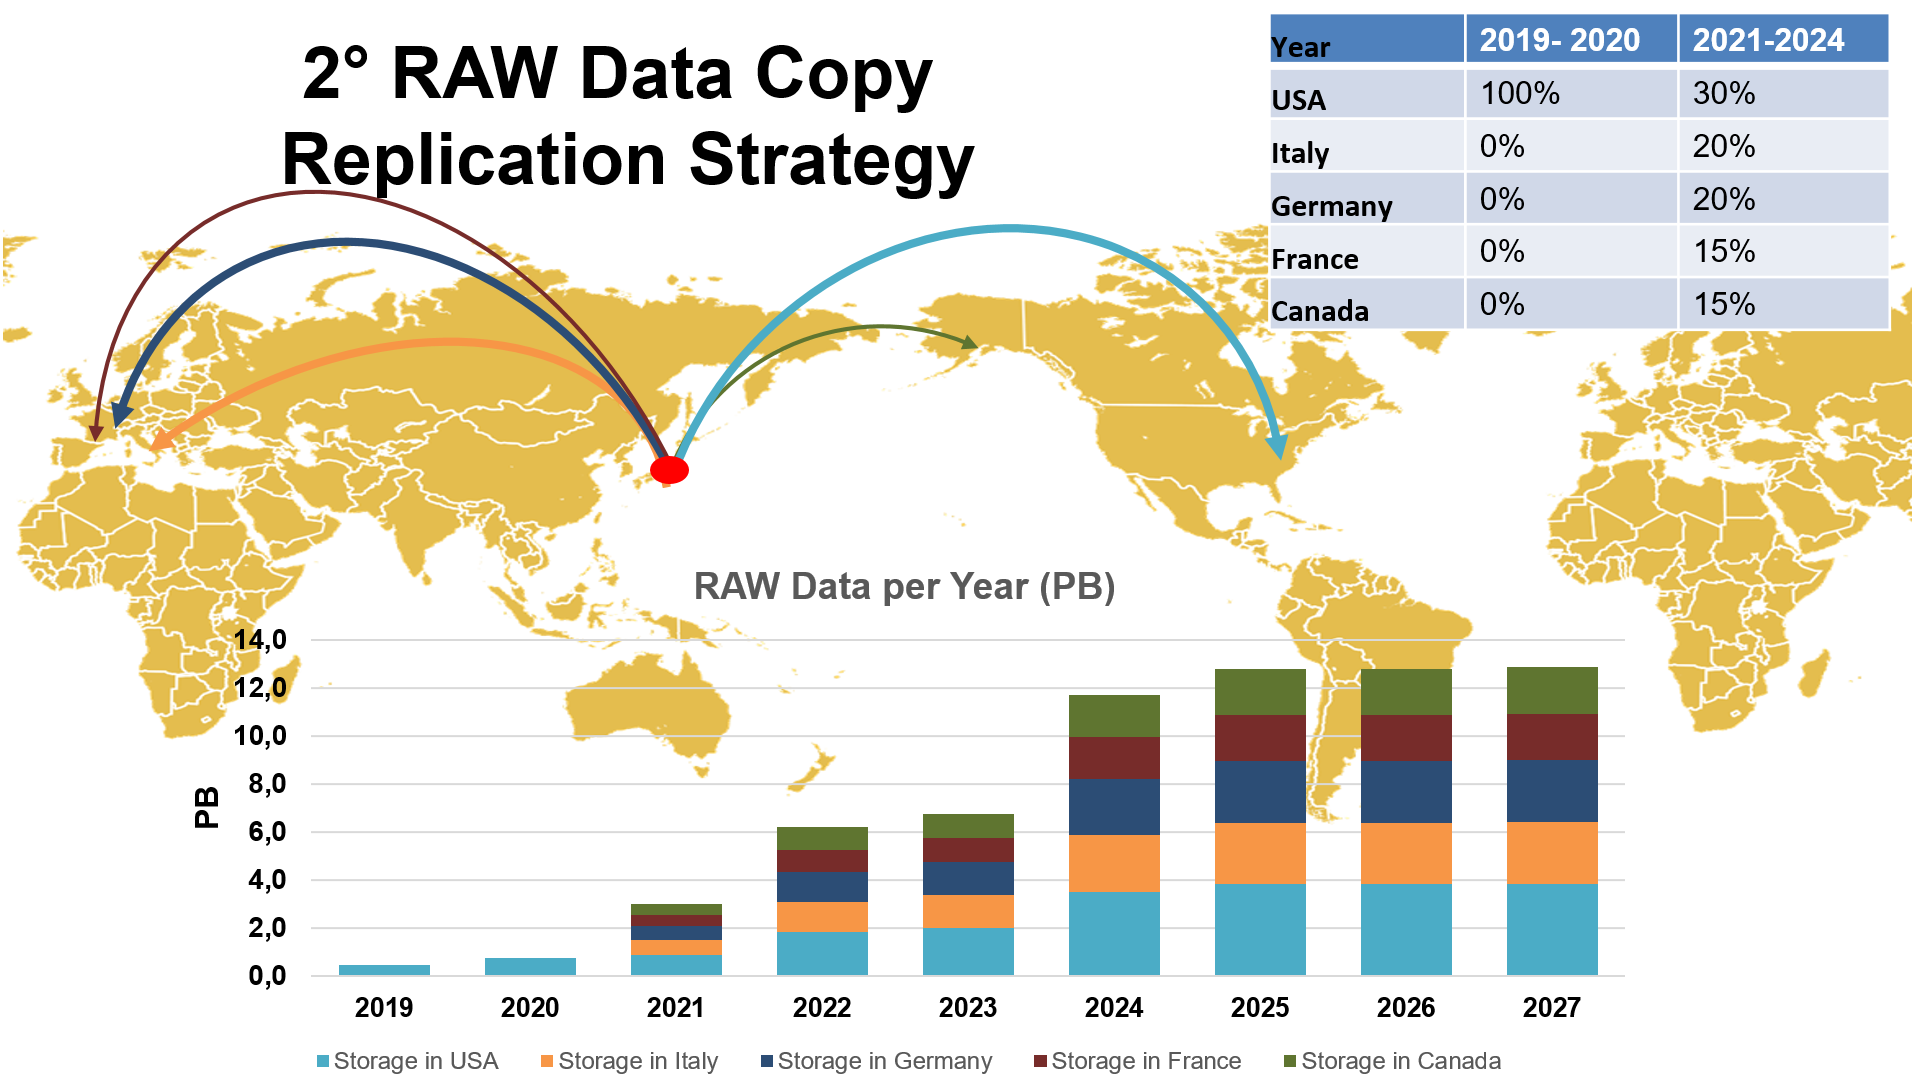 2° RAW Data Copy
Replication Strategy
Year 2019- 2020 2021-2024
USA 100% 30%
Italy 0% 20%
Germany 0% 20%
France 0% 15%
Canada 0% 15%
RAW Data per Year (PB)
14,0
12,0
10,0
8,0
6,0
4,0
2,0
0,0
PB
2019 2020 2021 2022 2023 2024 2025 2026 2027
Storage in USA Storage in Italy Storage in Germany Storage in France Storage in Canada